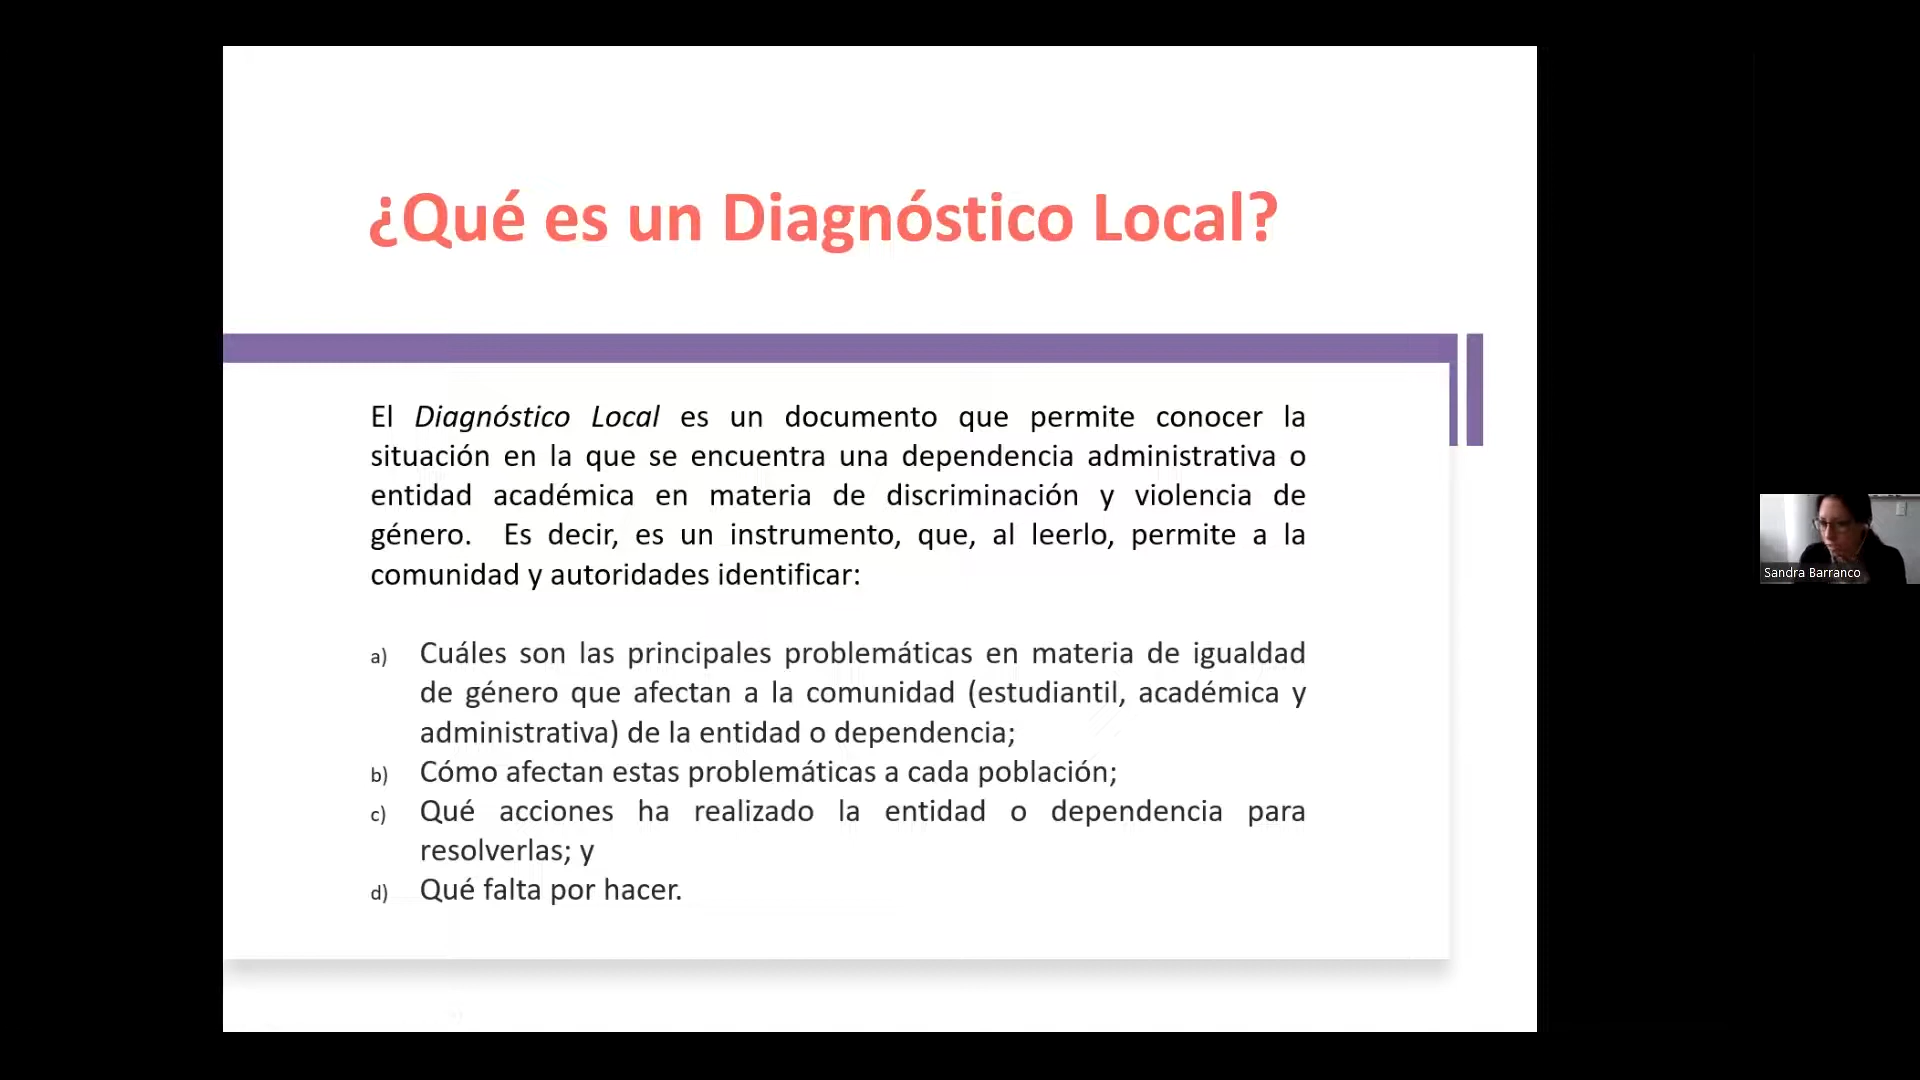 ¿Qué es un Diagnóstico Local?
El Diagnóstico Local es un documento que permite conocer la
situación en la que se encuentra una dependencia administrativa o
entidad académica en materia de discriminación y violencia de
género. Es decir, es un instrumento, que, al leerlo, permite a la
comunidad y autoridades identificar:
a) Cuáles son las principales problemáticas en materia de igualdad
de género que afectan a la comunidad (estudiantil, académica y
administrativa) de la entidad o dependencia;
b) Cómo afectan estas problemáticas a cada población;
c) Qué acciones ha realizado la entidad o dependencia para
resolverlas; y
d) Qué falta por hacer.
Sandra Barranco